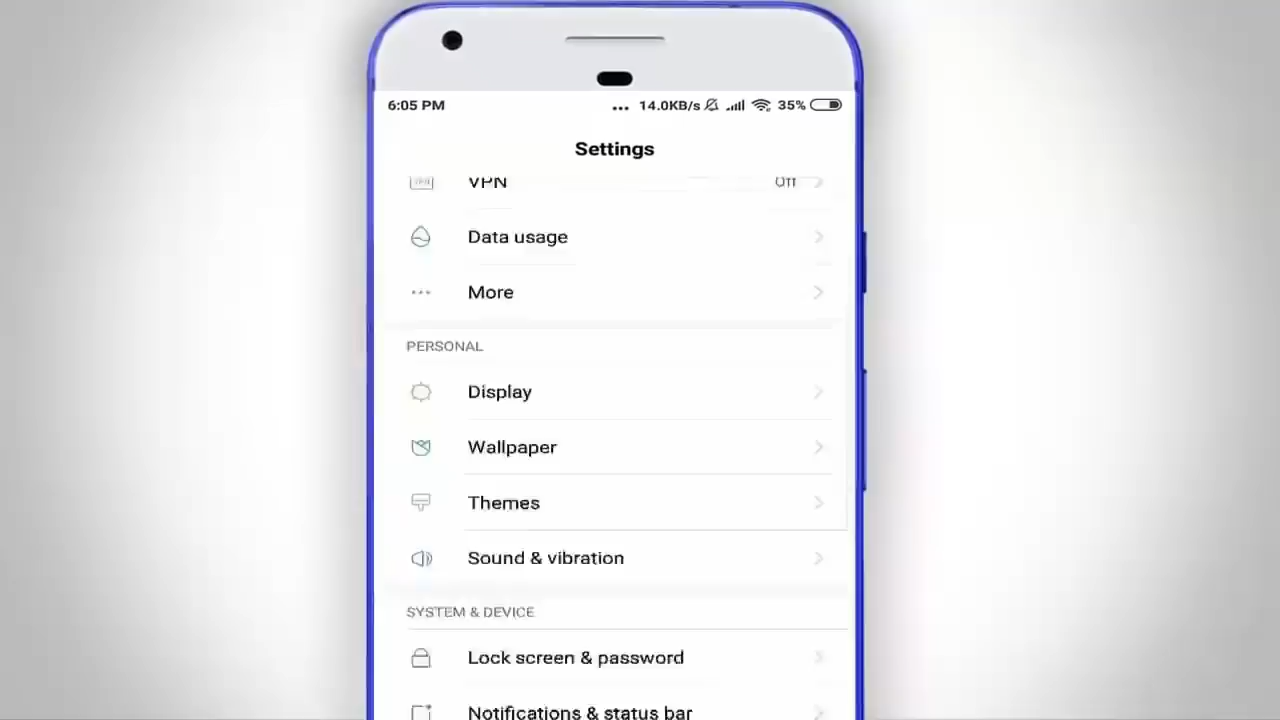 6:05 PM ... 14.0KB/s 35%
Settings
VPN Off
Data usage
More
PERSONAL
Display
Wallpaper
Themes
Sound & vibration
SYSTEM & DEVICE
Lock screen & password
Notifications & status bar